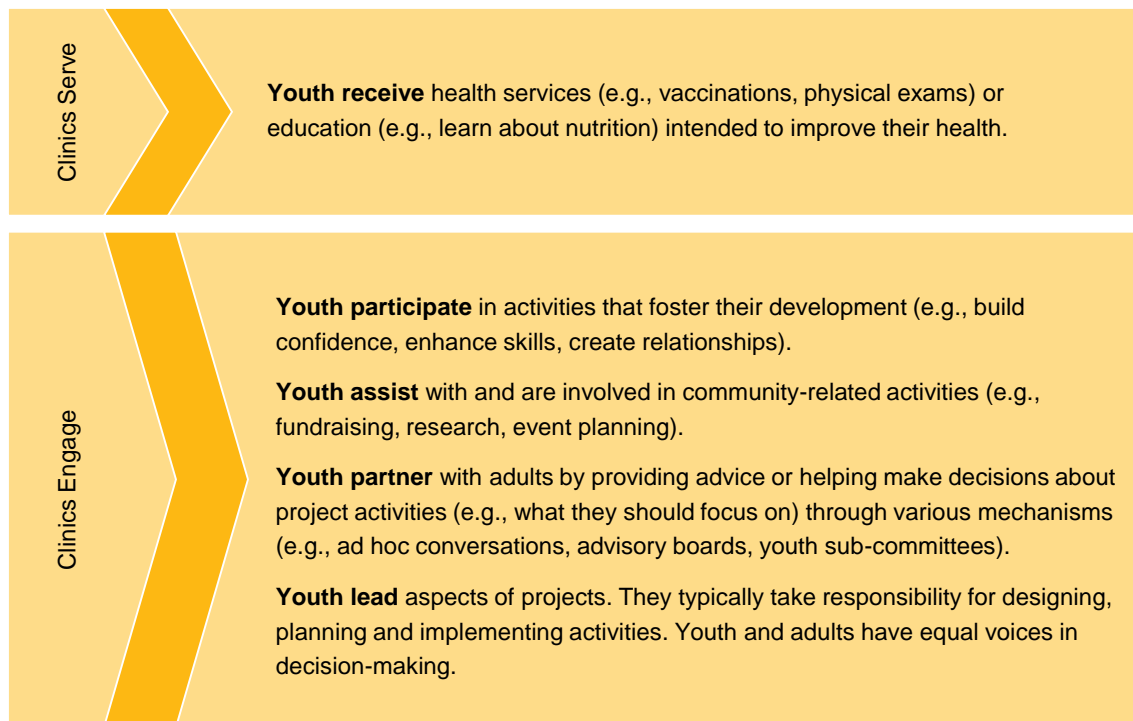 Clinics Serve
Youth receive health services (e.g., vaccinations, physical exams) or
education (e.g., learn about nutrition) intended to improve their health.
Clinics Engage
Youth participate in activities that foster their development (e.g., build
confidence, enhance skills, create relationships).
Youth assist with and are involved in community-related activities (e.g.,
fundraising, research, event planning).
Youth partner with adults by providing advice or helping make decisions about
project activities (e.g., what they should focus on) through various mechanisms
(e.g., ad hoc conversations, advisory boards, youth sub-committees).
Youth lead aspects of projects. They typically take responsibility for designing,
planning and implementing activities. Youth and adults have equal voices in
decision-making.